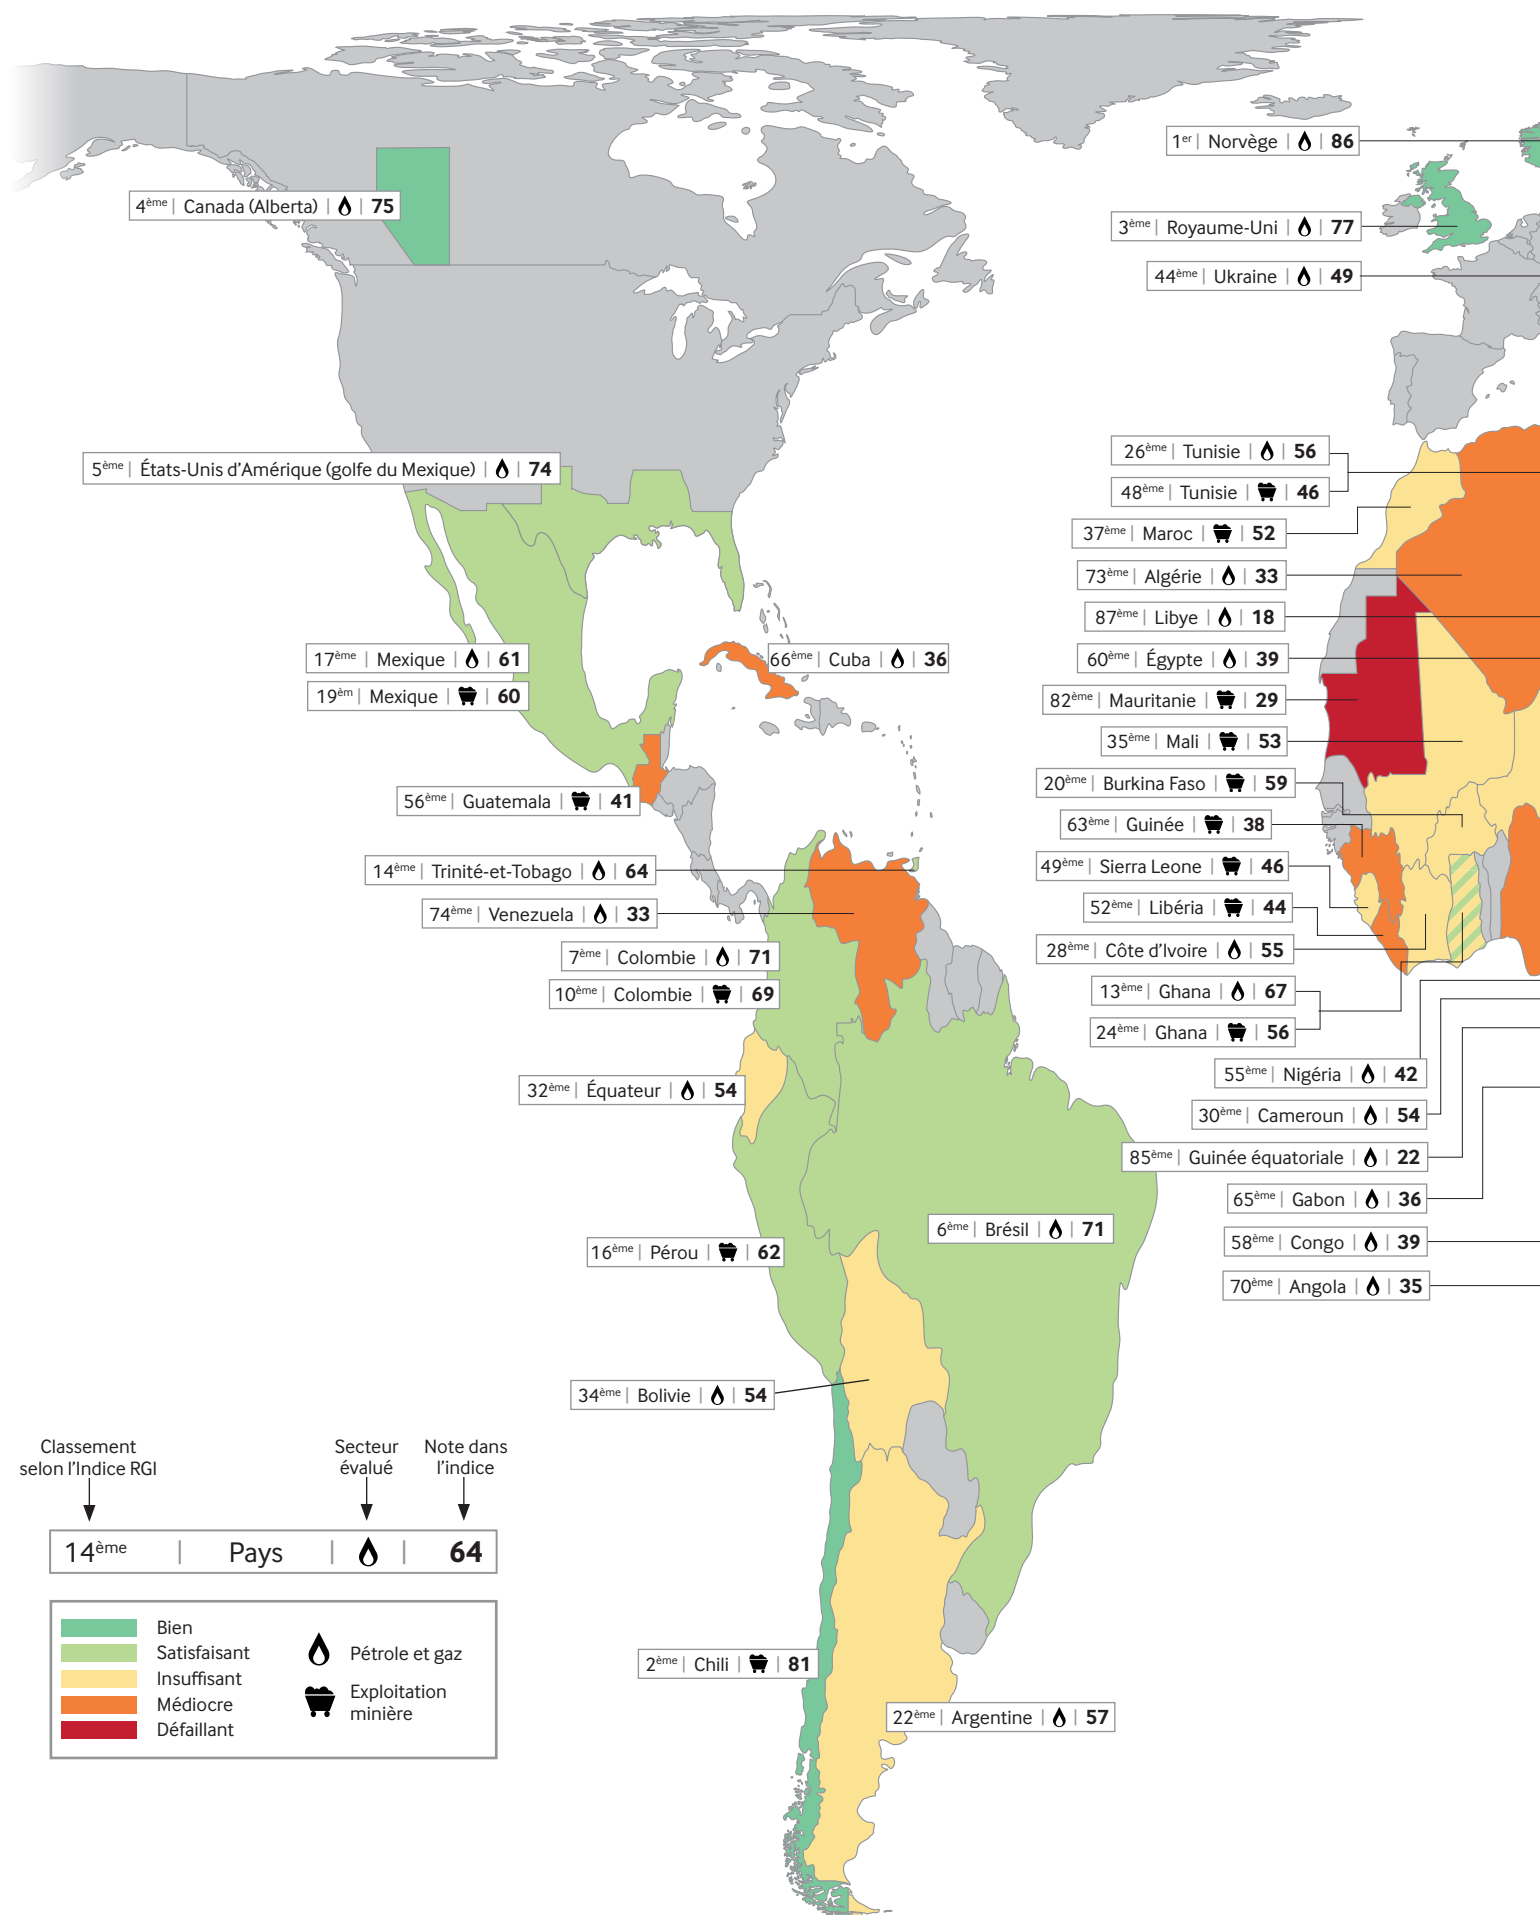 1er | Norvège | 86
4ème | Canada (Alberta) | 75
3ème | Royaume-Uni | 77
44ème | Ukraine | 49
5ème | États-Unis d'Amérique (golfe du Mexique) | 74
26ème | Tunisie | 56
48ème | Tunisie | 46
37ème | Maroc | 52
73ème | Algérie | 33
87ème | Libye | 18
17ème | Mexique | 61
66ème | Cuba | 36
60ème | Égypte | 39
19èm | Mexique | 60
82ème | Mauritanie | 29
35ème | Mali | 53
20ème | Burkina Faso | 59
56ème | Guatemala | 41
63ème | Guinée | 38
14ème | Trinité-et-Tobago | 64
49ème | Sierra Leone | 46
74ème | Venezuela | 33
52ème | Libéria | 44
7ème | Colombie | 71
28ème | Côte d'Ivoire | 55
10ème | Colombie | 69
13ème | Ghana | 67
24ème | Ghana | 56
55ème | Nigéria | 42
32ème | Équateur | 54
30ème | Cameroun | 54
85ème | Guinée équatoriale | 22
65ème | Gabon | 36
6ème | Brésil | 71
58ème | Congo | 39
16ème | Pérou | 62
70ème | Angola | 35
34ème | Bolivie | 54
Classement
selon l'Indice RGI
Secteur
évalué
Note dans
l'indice
14ème | Pays | | 64
Bien
Satisfaisant
Insuffisant
Médiocre
Défaillant
Pétrole et gaz
Exploitation
minière
2ème | Chili | 81
22ème | Argentine | 57